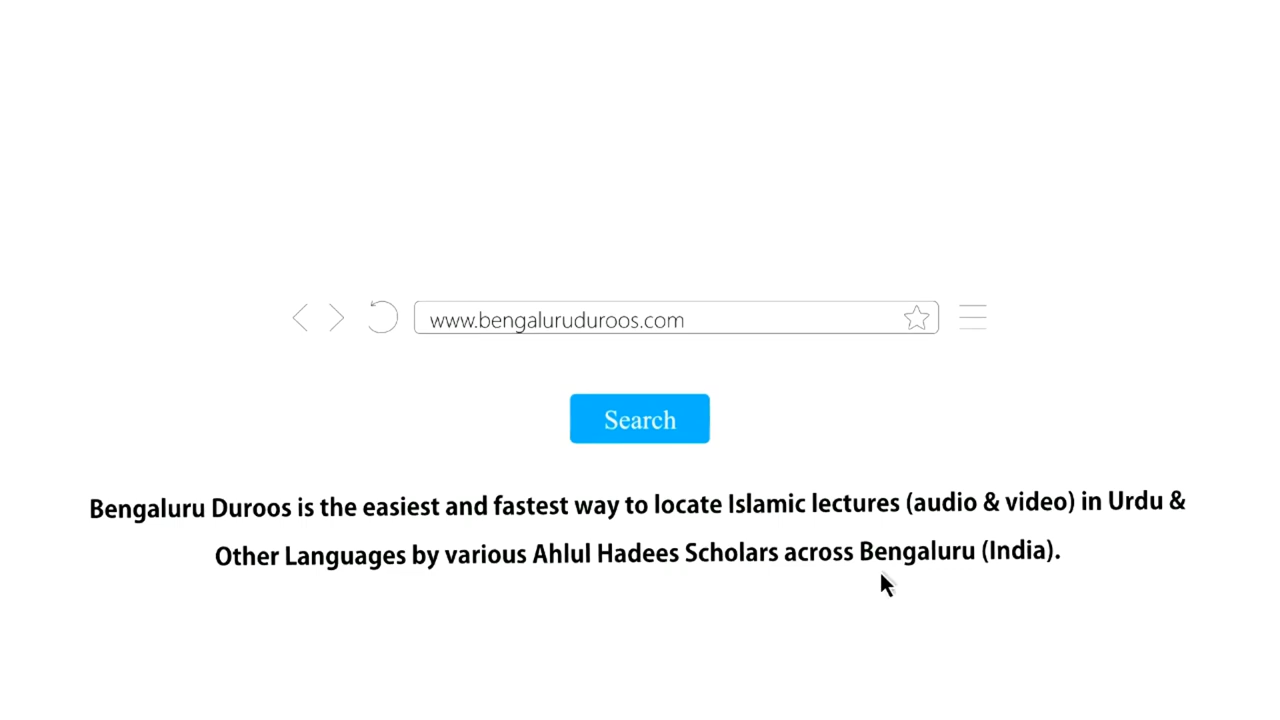 www.bengaluruduroos.com
Search
Bengaluru Duroos is the easiest and fastest way to locate Islamic lectures (audio & video) in Urdu &
Other Languages by various Ahlul Hadees Scholars across Bengaluru (India).